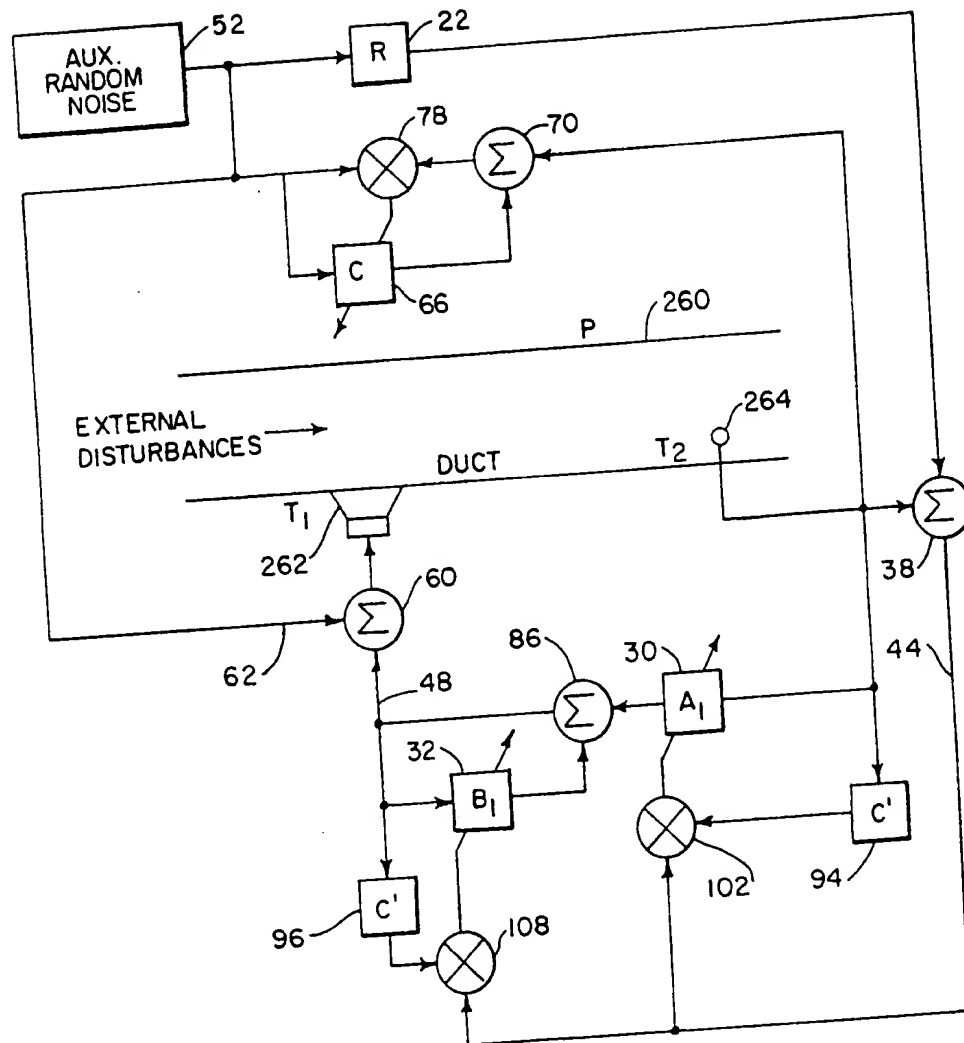 AUX.
RANDOM
NOISE
52
R
22
78
Σ
70
C
66
P
260
EXTERNAL
DISTURBANCES
DUCT
T2
264
T1
262
Σ
38
Σ
60
62
48
86
Σ
30
A1
44
32
B1
C'
102
94
C'
96
108